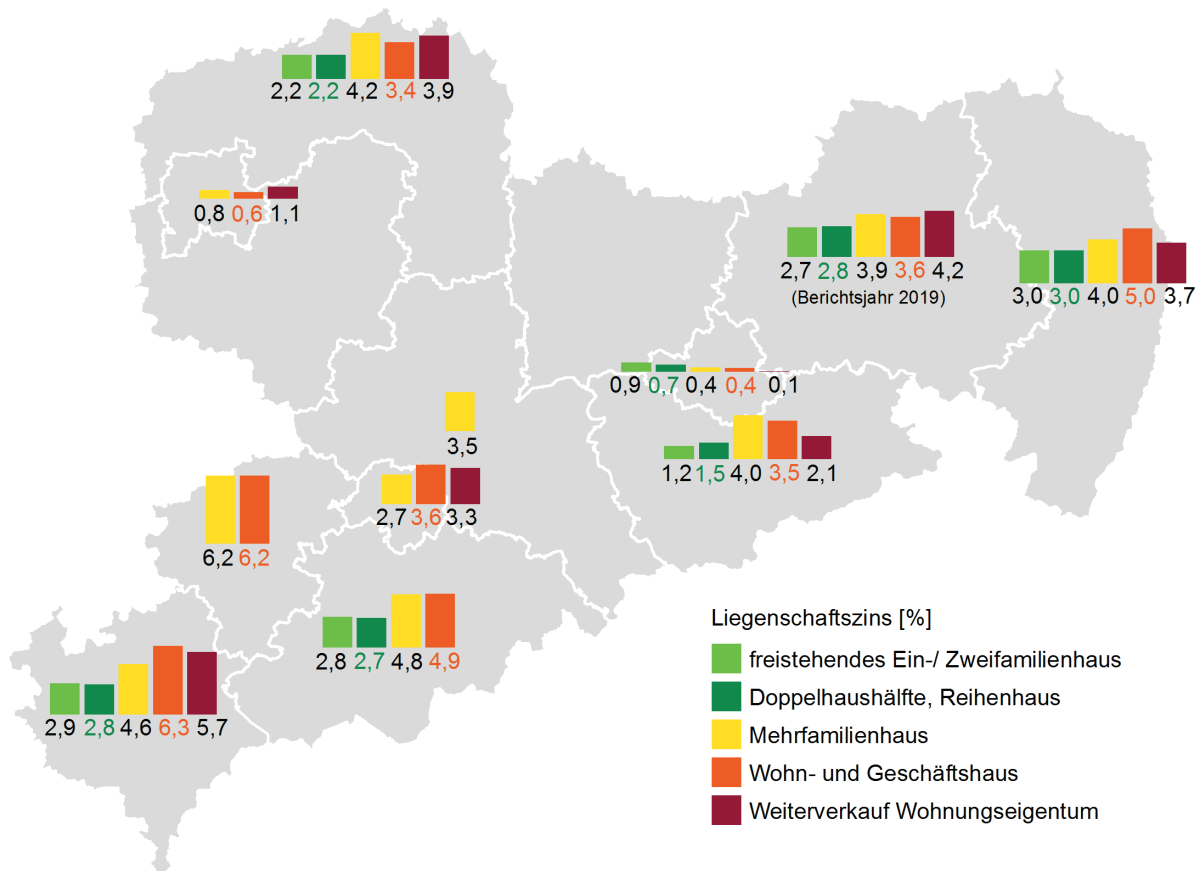 2,2 2,2 4,2 3,4 3,9
0,8 0,6 1,1
2,7 2,8 3,9 3,6 4,2
(Berichtsjahr 2019)
3,0 3,0 4,0 5,0 3,7
0,9 0,7 0,4 0,4 0,1
3,5
1,2 1,5 4,0 3,5 2,1
2,7 3,6 3,3
6,2 6,2
2,8 2,7 4,8 4,9
2,9 2,8 4,6 6,3 5,7
Liegenschaftszins [%]
freistehendes Ein-/ Zweifamilienhaus
Doppelhaushälfte, Reihenhaus
Mehrfamilienhaus
Wohn- und Geschäftshaus
Weiterverkauf Wohnungseigentum